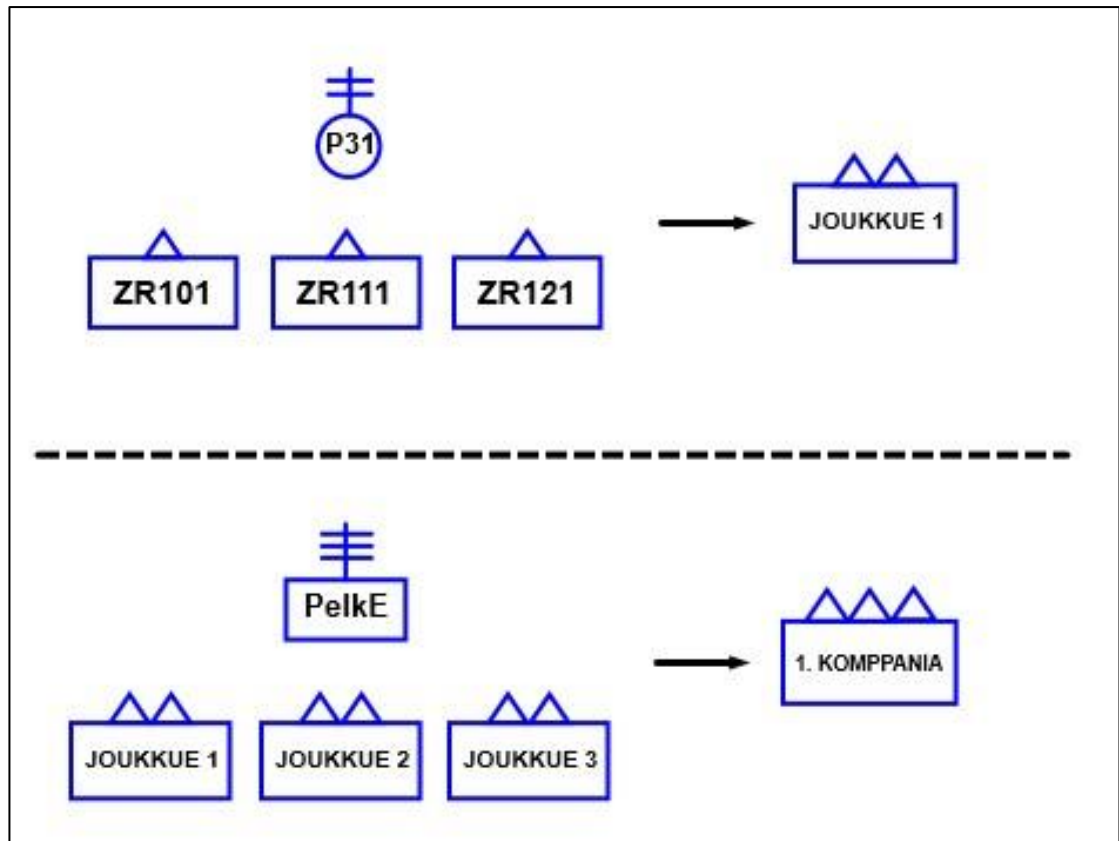 P31
ZR101
ZR111
ZR121
JOUKKUE 1
PelkE
JOUKKUE 1
JOUKKUE 2
JOUKKUE 3
1. KOMPPANIA